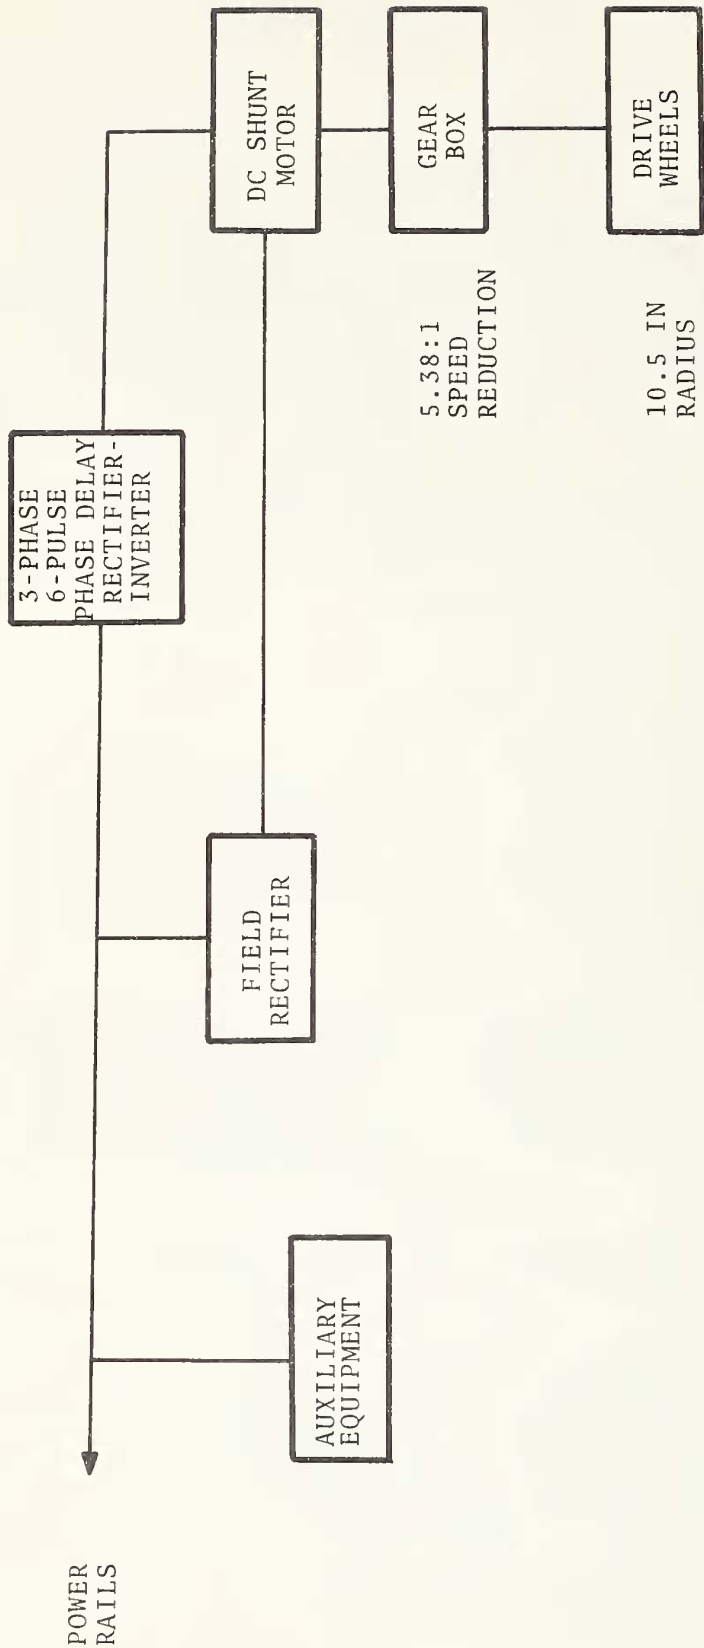 POWER
RAILS
AUXILIARY
EQUIPMENT
FIELD
RECTIFIER
3-PHASE
6-PULSE
PHASE DELAY
RECTIFIER-
INVERTER
DC SHUNT
MOTOR
5.38:1
SPEED
REDUCTION
GEAR
BOX
10.5 IN
RADIUS
DRIVE
WHEELS